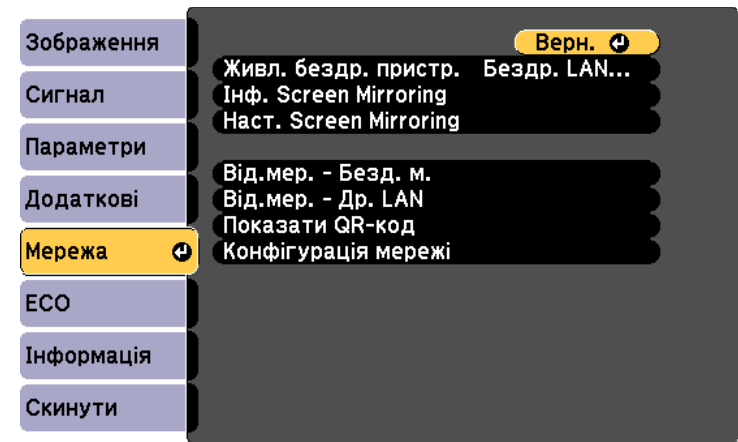 Зображення
Сигнал
Параметри
Додаткові
Мережа
ECO
Інформація
Скинути
Верн.
Живл. бездр. пристр. Бездр. LAN...
Інф. Screen Mirroring
Наст. Screen Mirroring
Від.мер. - Безд. м.
Від.мер. - Др. LAN
Показати QR-код
Конфігурація мережі